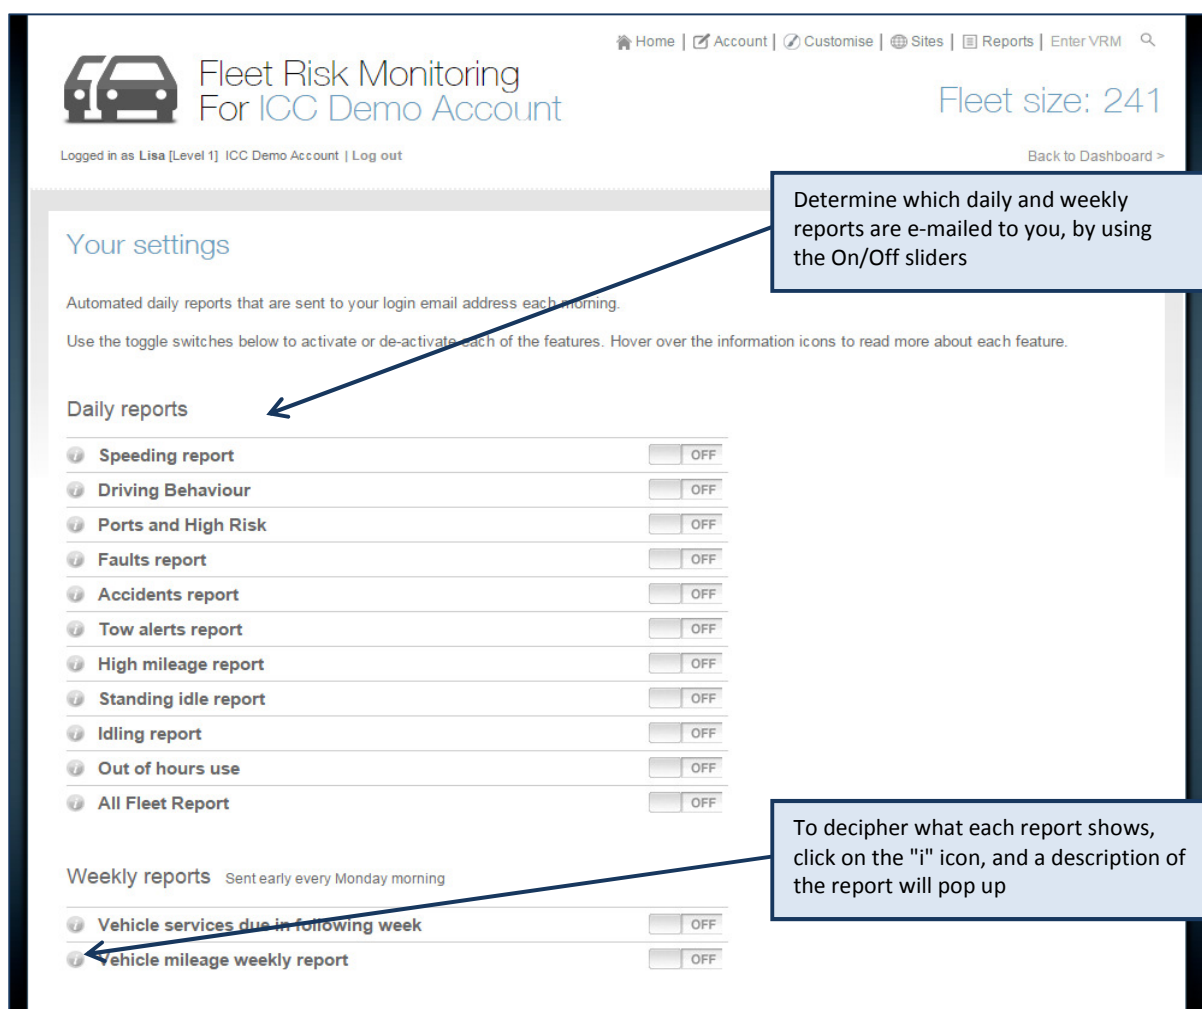 Home | Account | Customise | Sites | Reports | Enter VRM
Fleet Risk Monitoring
For ICC Demo Account
Fleet size: 241
Logged in as Lisa [Level 1] ICC Demo Account | Log out
Back to Dashboard >
Determine which daily and weekly
reports are e-mailed to you, by using
the On/Off sliders
Your settings
Automated daily reports that are sent to your login email address each morning.
Use the toggle switches below to activate or de-activate each of the features. Hover over the information icons to read more about each feature.
Daily reports
i Speeding report OFF
i Driving Behaviour OFF
i Ports and High Risk OFF
i Faults report OFF
i Accidents report OFF
i Tow alerts report OFF
i High mileage report OFF
i Standing idle report OFF
i Idling report OFF
i Out of hours use OFF
i All Fleet Report OFF
To decipher what each report shows,
click on the "i" icon, and a description of
the report will pop up
Weekly reports Sent early every Monday morning
i Vehicle services due in following week OFF
i Vehicle mileage weekly report OFF